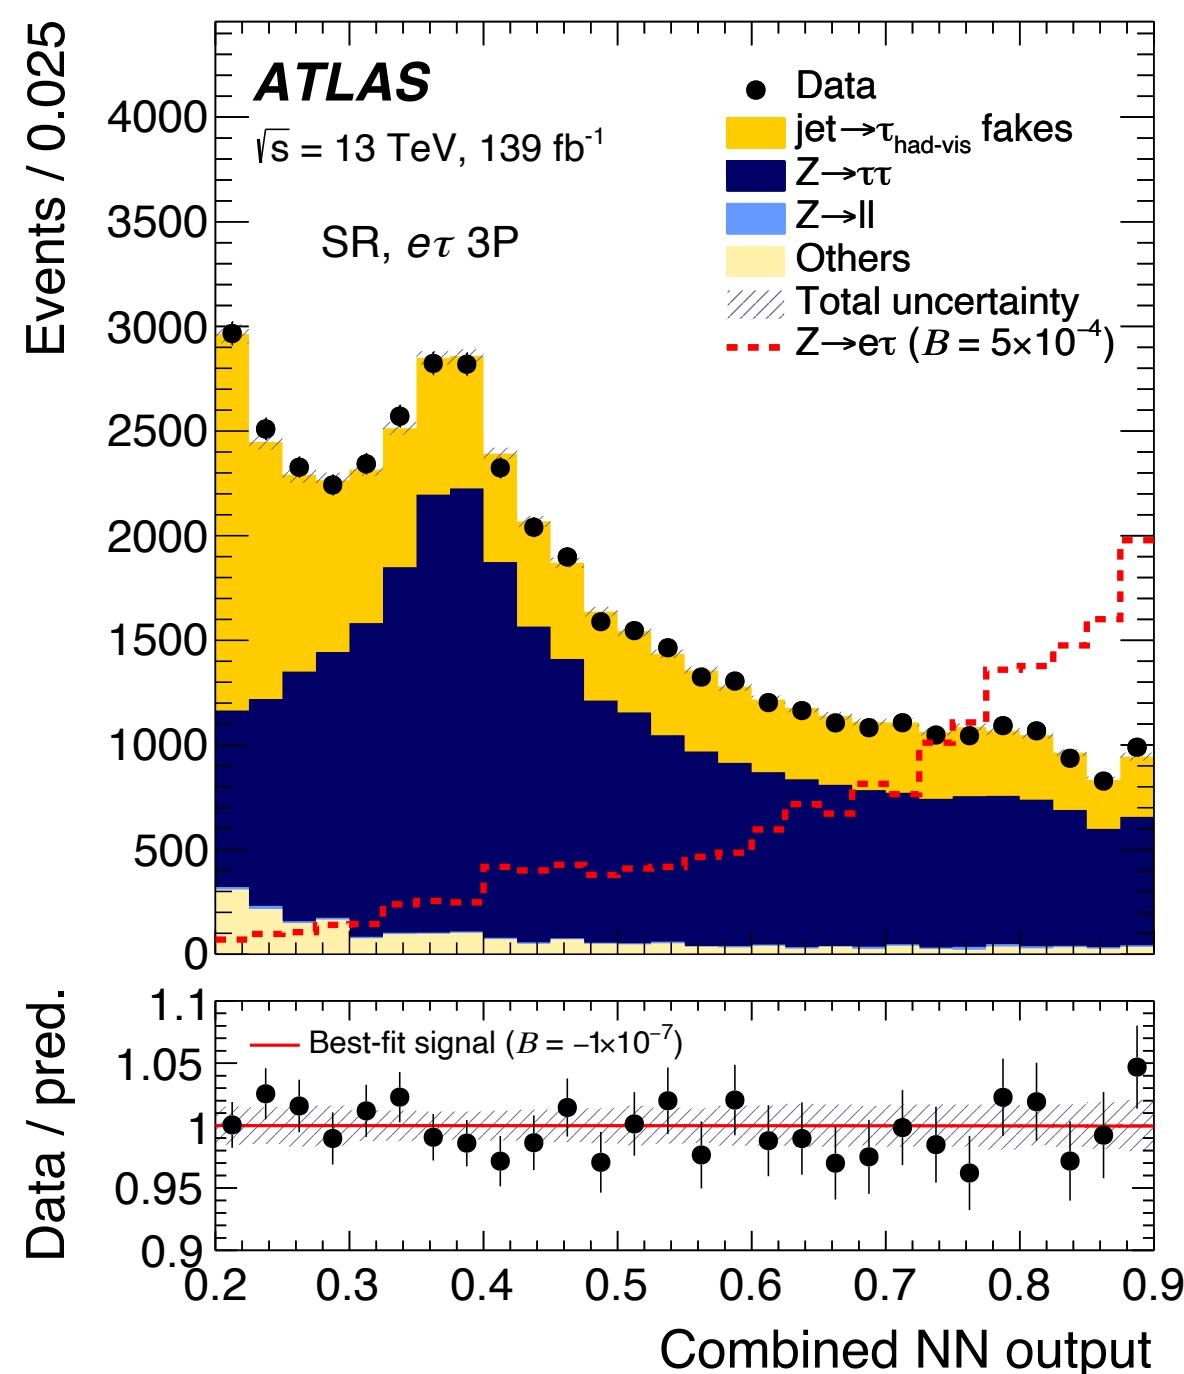 Events / 0.025
4000
3500
3000
2500
2000
1500
1000
500
0
ATLAS
√s = 13 TeV, 139 fb⁻¹
SR, eτ 3P
Data
jet→τhad-vis fakes
Z→ττ
Z→ll
Others
Total uncertainty
Z→eτ (B = 5×10⁻⁴)
Data / pred.
1.1
1.05
1
0.95
0.9
Best-fit signal (B = −1×10⁻⁷)
0.2 0.3 0.4 0.5 0.6 0.7 0.8 0.9
Combined NN output